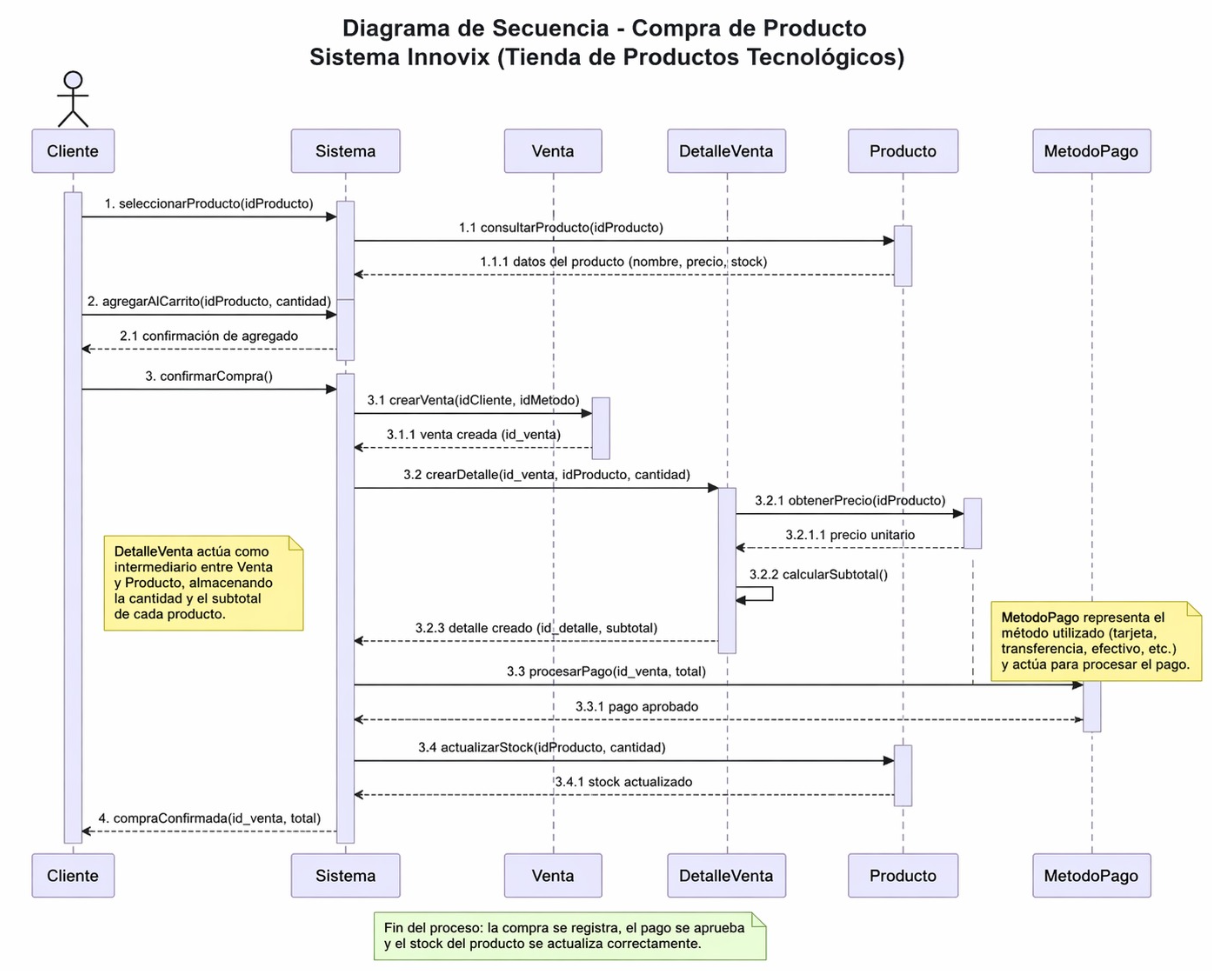 Diagrama de Secuencia - Compra de Producto
Sistema Innovix (Tienda de Productos Tecnológicos)
Cliente
Sistema
Venta
DetalleVenta
Producto
MetodoPago
1. seleccionarProducto(idProducto)
1.1 consultarProducto(idProducto)
1.1.1 datos del producto (nombre, precio, stock)
2. agregarAlCarrito(idProducto, cantidad)
2.1 confirmación de agregado
3. confirmarCompra()
3.1 crearVenta(idCliente, idMetodo)
3.1.1 venta creada (id_venta)
3.2 crearDetalle(id_venta, idProducto, cantidad)
3.2.1 obtenerPrecio(idProducto)
3.2.1.1 precio unitario
DetalleVenta actúa como
intermediario entre Venta
y Producto, almacenando
la cantidad y el subtotal
de cada producto.
3.2.2 calcularSubtotal()
3.2.3 detalle creado (id_detalle, subtotal)
MetodoPago representa el
método utilizado (tarjeta,
transferencia, efectivo, etc.)
y actúa para procesar el pago.
3.3 procesarPago(id_venta, total)
3.3.1 pago aprobado
3.4 actualizarStock(idProducto, cantidad)
3.4.1 stock actualizado
4. compraConfirmada(id_venta, total)
Cliente
Sistema
Venta
DetalleVenta
Producto
MetodoPago
Fin del proceso: la compra se registra, el pago se aprueba
y el stock del producto se actualiza correctamente.